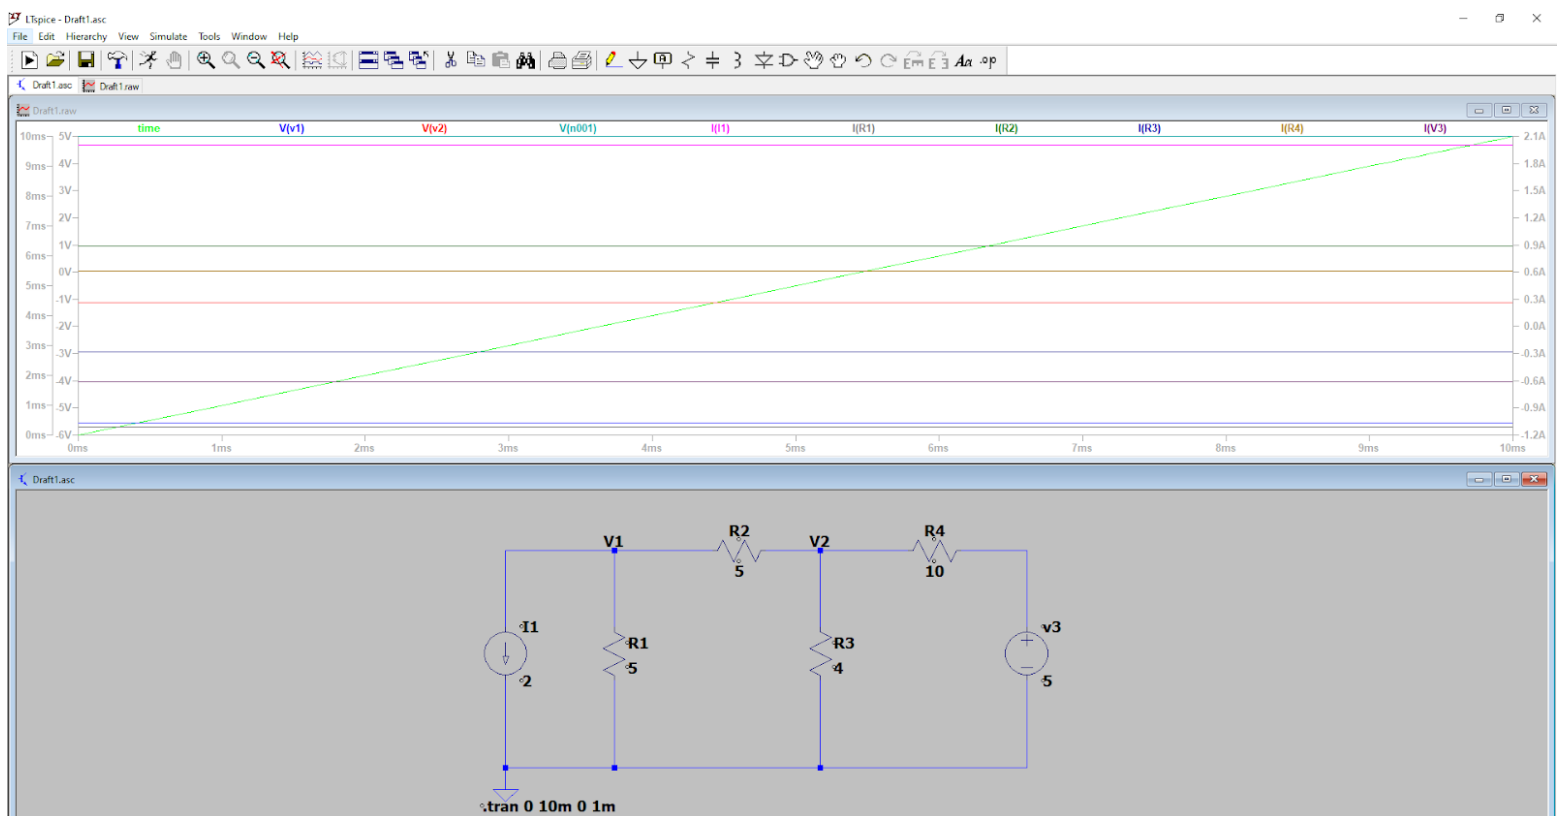 LTspice - Draft1.asc
File Edit Hierarchy View Simulate Tools Window Help
Aa .op
Draft1.asc Draft1.raw
Draft1.raw
time V(v1) V(v2) V(n001) I(I1) I(R1) I(R2) I(R3) I(R4) I(V3)
10ms 5V 2.1A
9ms 4V 1.8A
8ms 3V 1.5A
7ms 2V 1.2A
6ms 1V 0.9A
5ms 0V 0.6A
4ms -1V 0.3A
3ms -2V 0.0A
2ms -3V -0.3A
1ms -4V -0.6A
0ms -5V -0.9A
-6V -1.2A
0ms 1ms 2ms 3ms 4ms 5ms 6ms 7ms 8ms 9ms 10ms
Draft1.asc
R2 R4
V1 V2
5 10
I1 v3
R1 R3
5 4
2 5
.tran 0 10m 0 1m